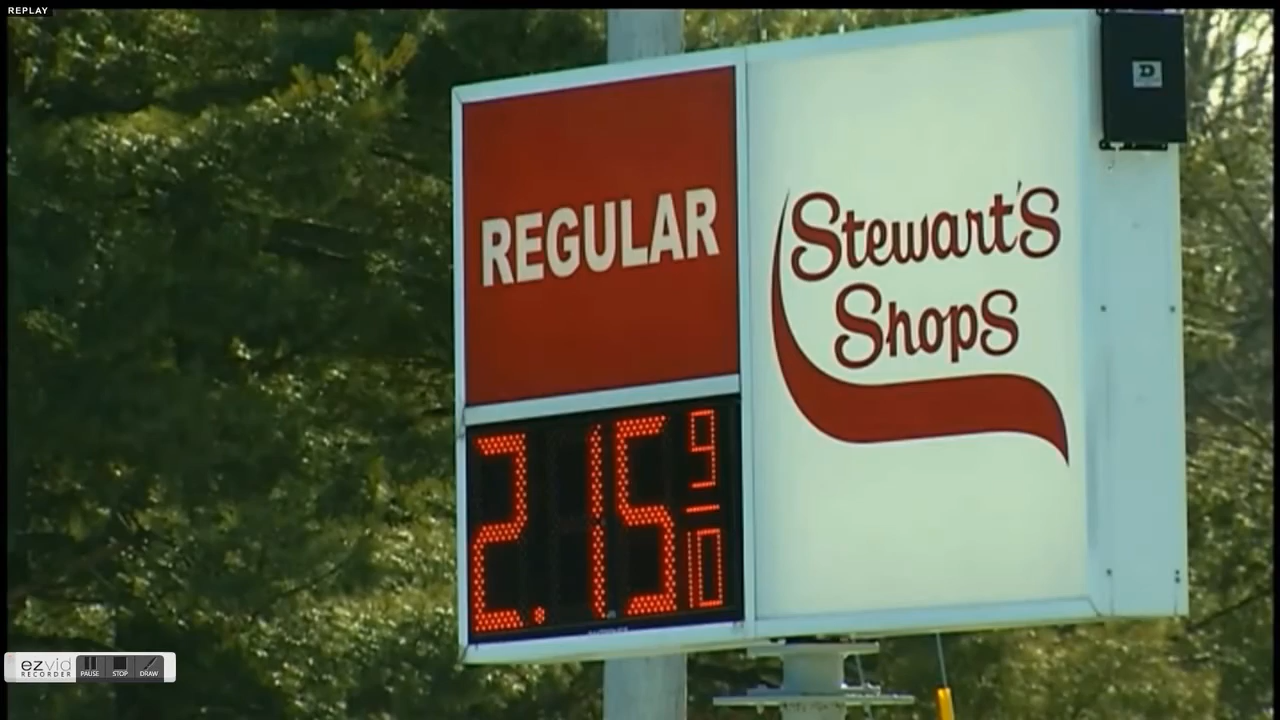 REPLAY
REGULAR
Stewart's
Shops
2.15 9/10
D
ezvid
RECORDER
PAUSE
STOP
DRAW